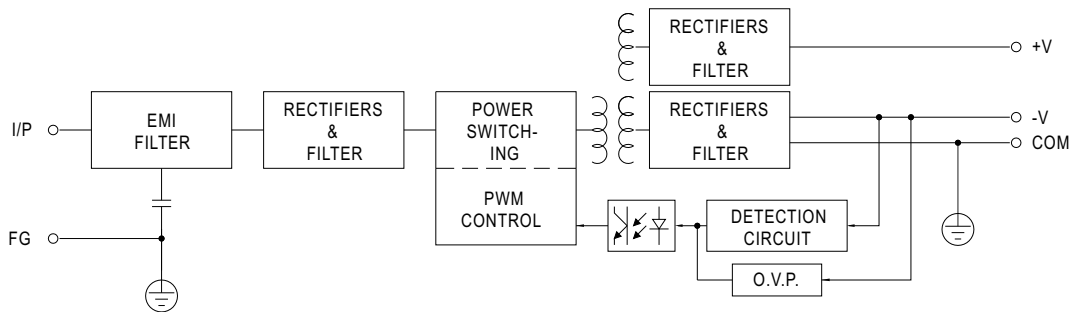 RECTIFIERS
&
FILTER
+V
I/P
EMI
FILTER
RECTIFIERS
&
FILTER
POWER
SWITCH-
ING
PWM
CONTROL
RECTIFIERS
&
FILTER
-V
COM
FG
DETECTION
CIRCUIT
O.V.P.